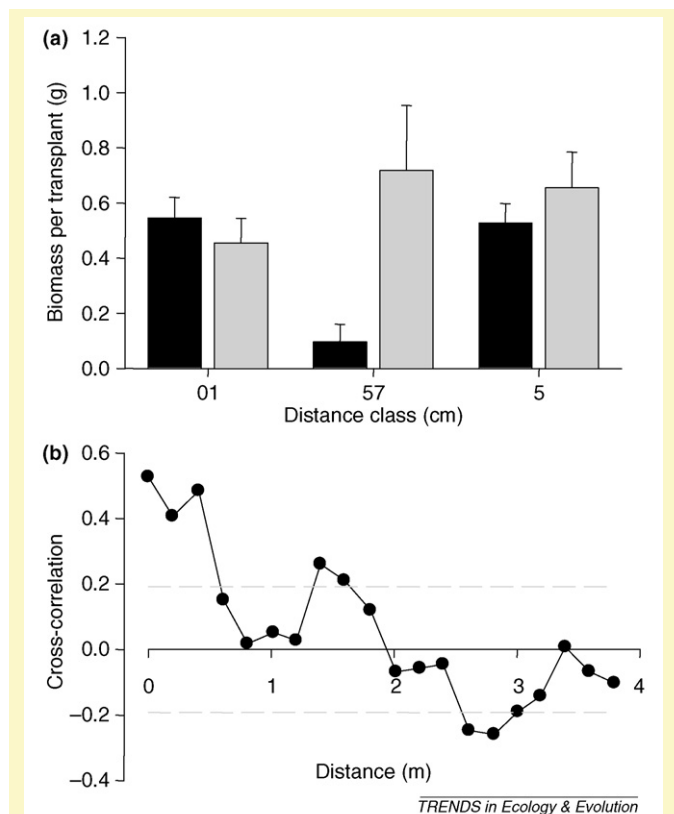 (a)
1.2
1.0
0.8
0.6
0.4
0.2
0.0
Biomass per transplant (g)
01 57 5
Distance class (cm)
(b)
0.6
0.4
0.2
0.0
–0.2
–0.4
Cross-correlation
0 1 2 3 4
Distance (m)
TRENDS in Ecology & Evolution